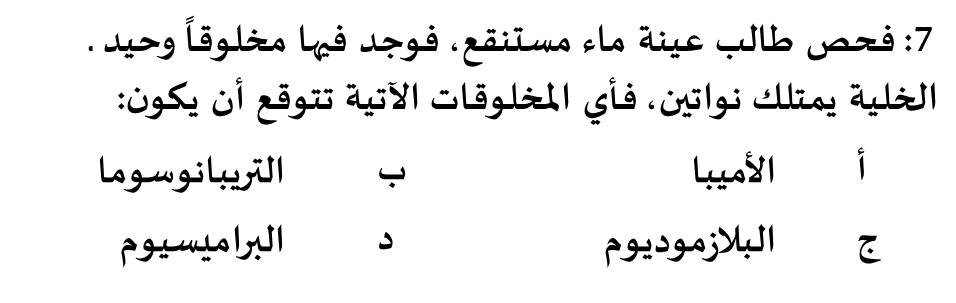 7: فحص طالب عينة ماء مستنقع، فوجد فيها مخلوقاً وحيد .
الخلية يمتلك نواتين، فأي المخلوقات الآتية تتوقع أن يكون:
أ الأميبا ب التريبانوسوما
ج البلازموديوم د البراميسيوم